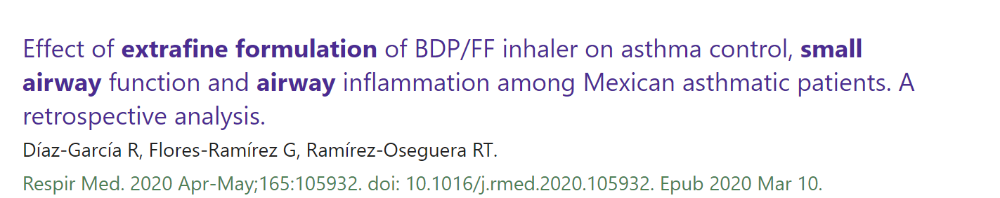 Effect of extrafine formulation of BDP/FF inhaler on asthma control, small
airway function and airway inflammation among Mexican asthmatic patients. A
retrospective analysis.
Díaz-García R, Flores-Ramírez G, Ramírez-Oseguera RT.
Respir Med. 2020 Apr-May;165:105932. doi: 10.1016/j.rmed.2020.105932. Epub 2020 Mar 10.